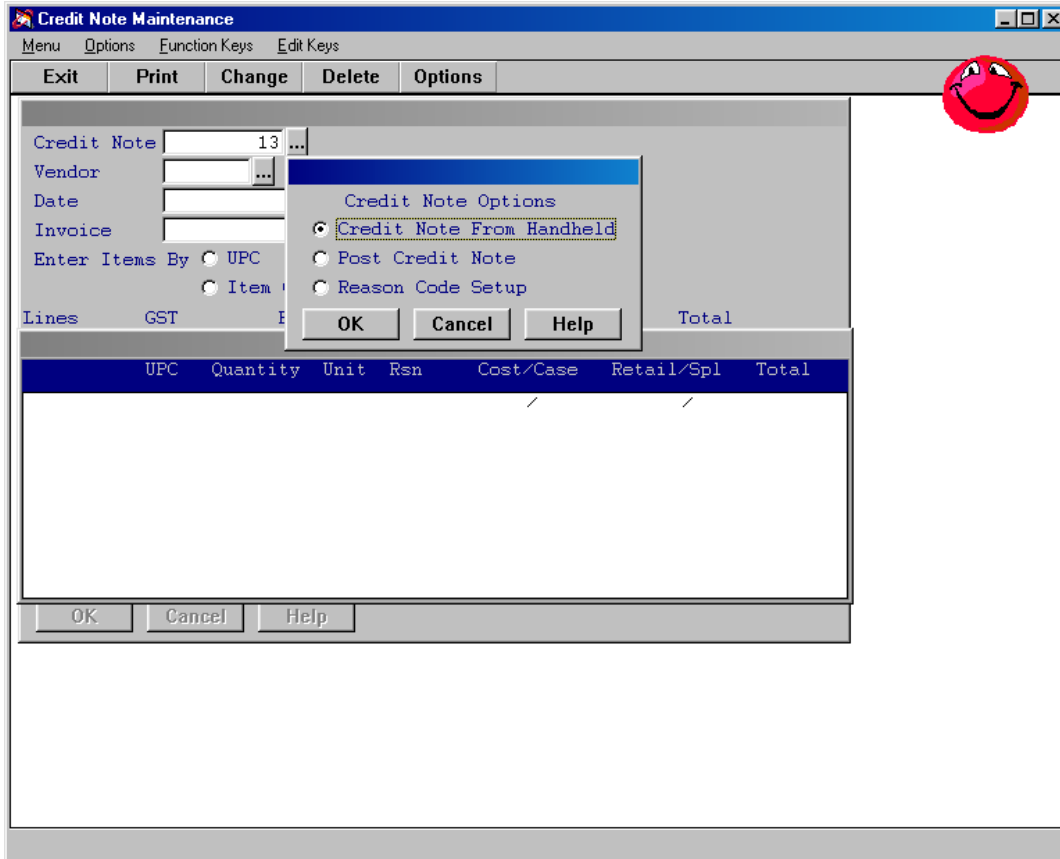 Credit Note Maintenance
Menu Options Function Keys Edit Keys
Exit Print Change Delete Options
Credit Note 13 ...
Vendor ...
Date
Invoice
Enter Items By UPC
Item
Lines GST Total
Credit Note Options
Credit Note From Handheld
Post Credit Note
Reason Code Setup
OK Cancel Help
UPC Quantity Unit Rsn Cost/Case Retail/Spl Total
/ /
OK Cancel Help